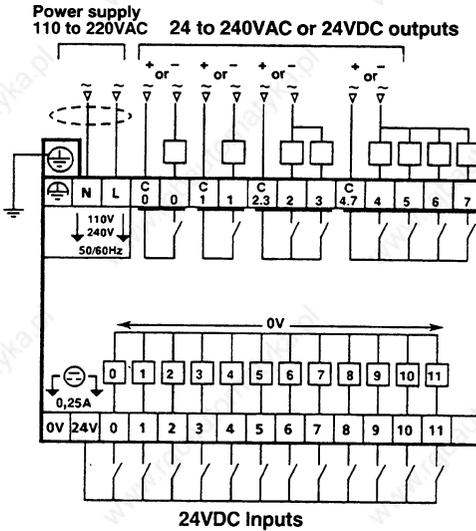 Power supply
110 to 220VAC
24 to 240VAC or 24VDC outputs
~ ~ ~ + or - ~ ~ + or - ~ ~ + or - ~ ~ + or - ~
N L C 0 0 C 1 1 C 2.3 2 3 C 4.7 4 5 6 7
110V
240V
50/60Hz
0V
0 1 2 3 4 5 6 7 8 9 10 11
0,25A
0V 24V 0 1 2 3 4 5 6 7 8 9 10 11
24VDC Inputs